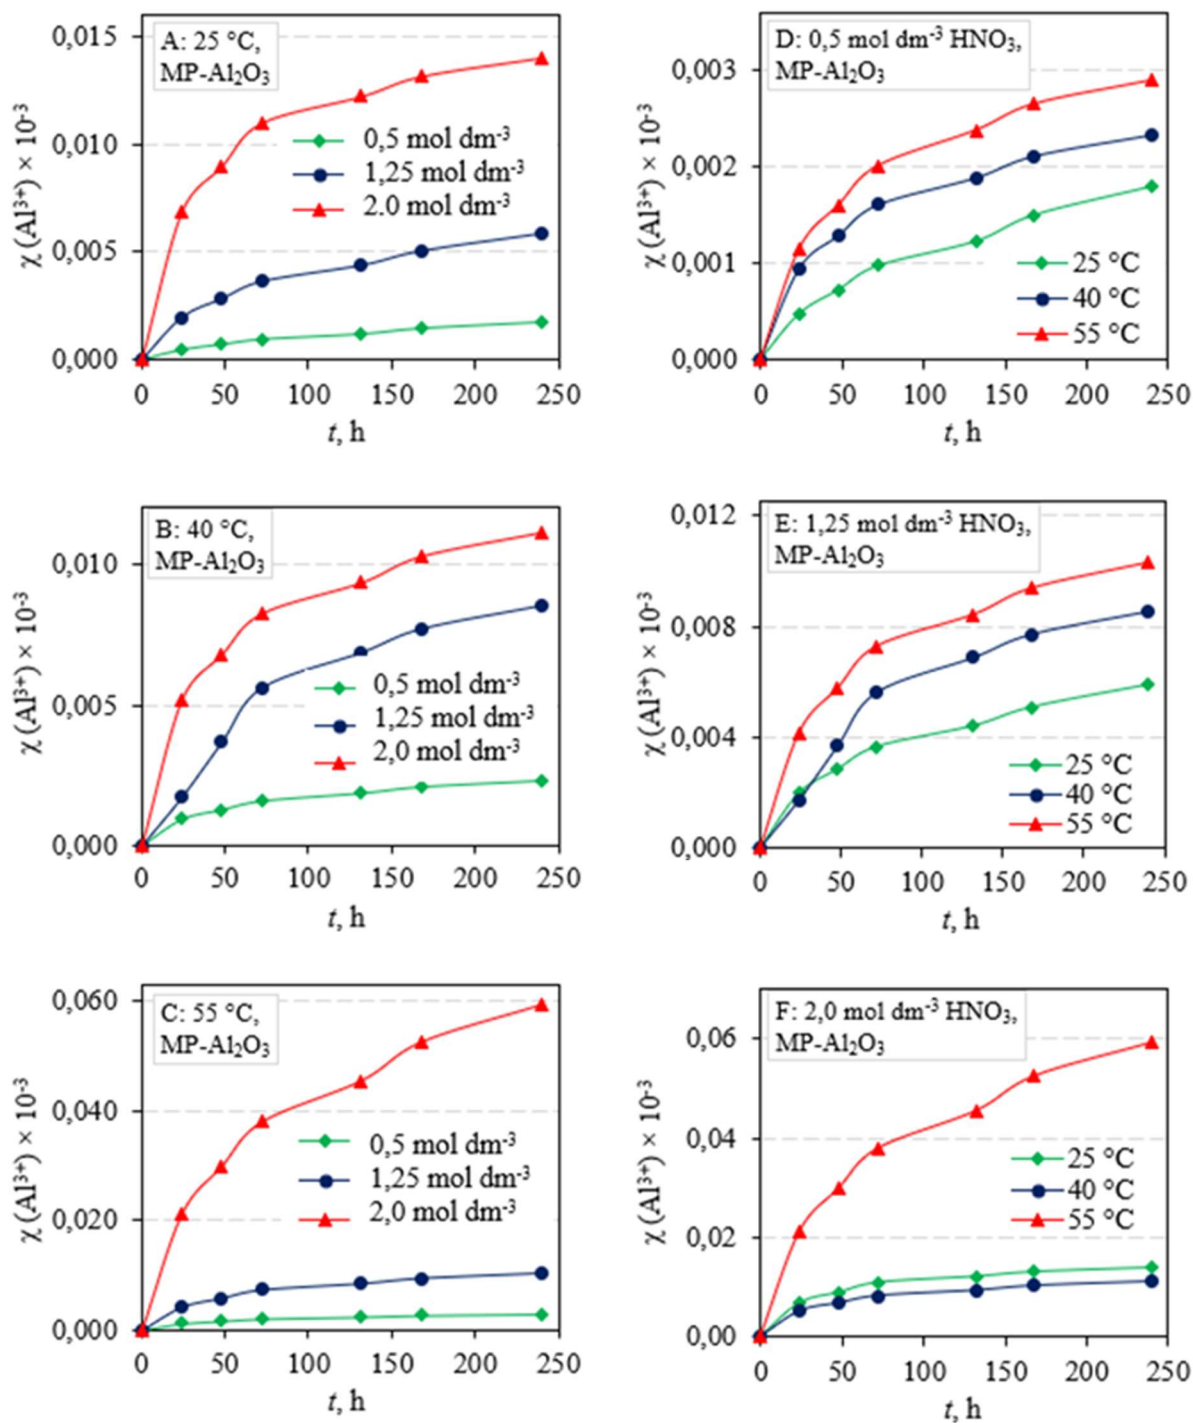 A: 25 °C,
MP-Al₂O₃
0,015
0,010
0,005
0,000
χ (Al³⁺) × 10⁻³
0,5 mol dm⁻³
1,25 mol dm⁻³
2.0 mol dm⁻³
0 50 100 150 200 250
t, h
D: 0,5 mol dm⁻³ HNO₃,
MP-Al₂O₃
0,003
0,002
0,001
0,000
χ (Al³⁺) × 10⁻³
25 °C
40 °C
55 °C
0 50 100 150 200 250
t, h
B: 40 °C,
MP-Al₂O₃
0,010
0,005
0,000
χ (Al³⁺) × 10⁻³
0,5 mol dm⁻³
1,25 mol dm⁻³
2,0 mol dm⁻³
0 50 100 150 200 250
t, h
E: 1,25 mol dm⁻³ HNO₃,
MP-Al₂O₃
0,012
0,008
0,004
0,000
χ (Al³⁺) × 10⁻³
25 °C
40 °C
55 °C
0 50 100 150 200 250
t, h
C: 55 °C,
MP-Al₂O₃
0,060
0,040
0,020
0,000
χ (Al³⁺) × 10⁻³
0,5 mol dm⁻³
1,25 mol dm⁻³
2,0 mol dm⁻³
0 50 100 150 200 250
t, h
F: 2,0 mol dm⁻³ HNO₃,
MP-Al₂O₃
0,06
0,04
0,02
0,00
χ (Al³⁺) × 10⁻³
25 °C
40 °C
55 °C
0 50 100 150 200 250
t, h